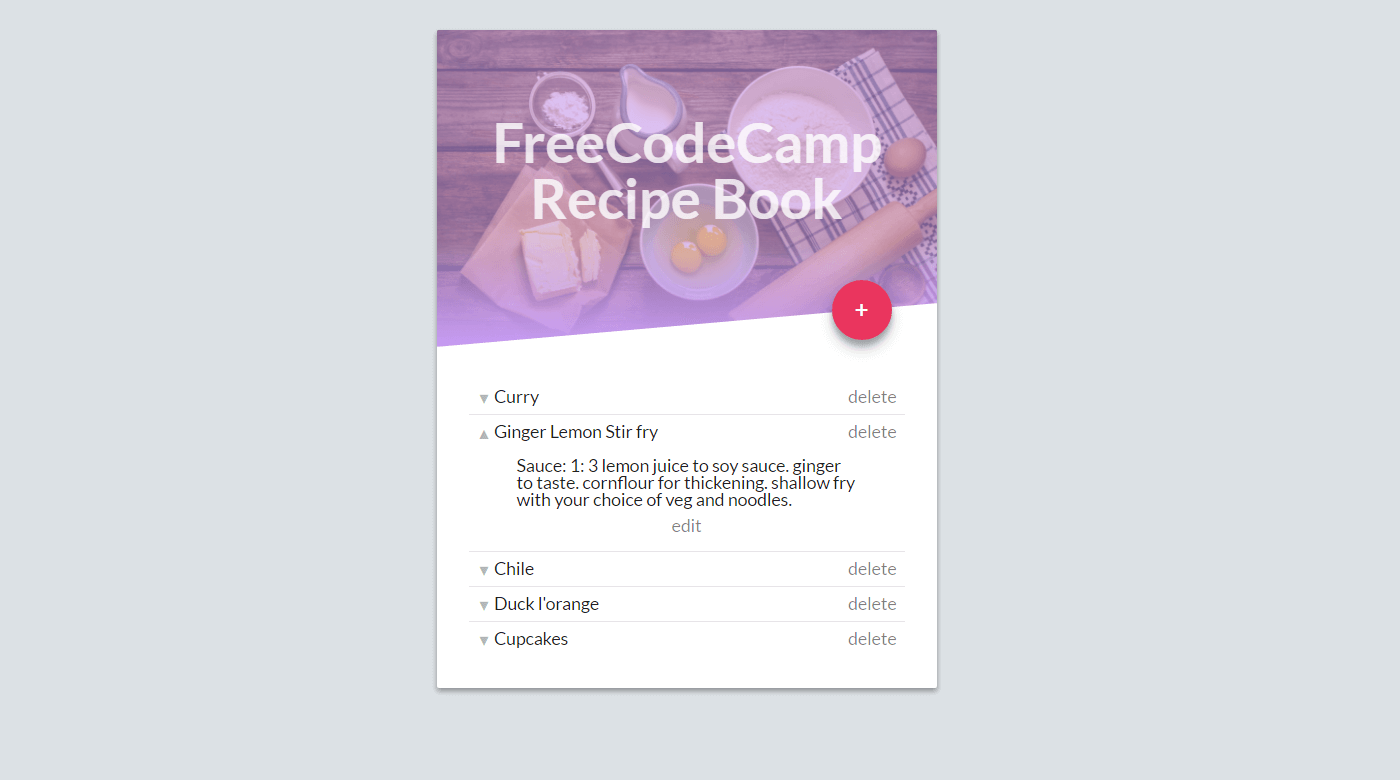 FreeCodeCamp
Recipe Book
+
▼ Curry delete
▲ Ginger Lemon Stir fry delete
Sauce: 1: 3 lemon juice to soy sauce. ginger
to taste. cornflour for thickening. shallow fry
with your choice of veg and noodles.
edit
▼ Chile delete
▼ Duck l'orange delete
▼ Cupcakes delete